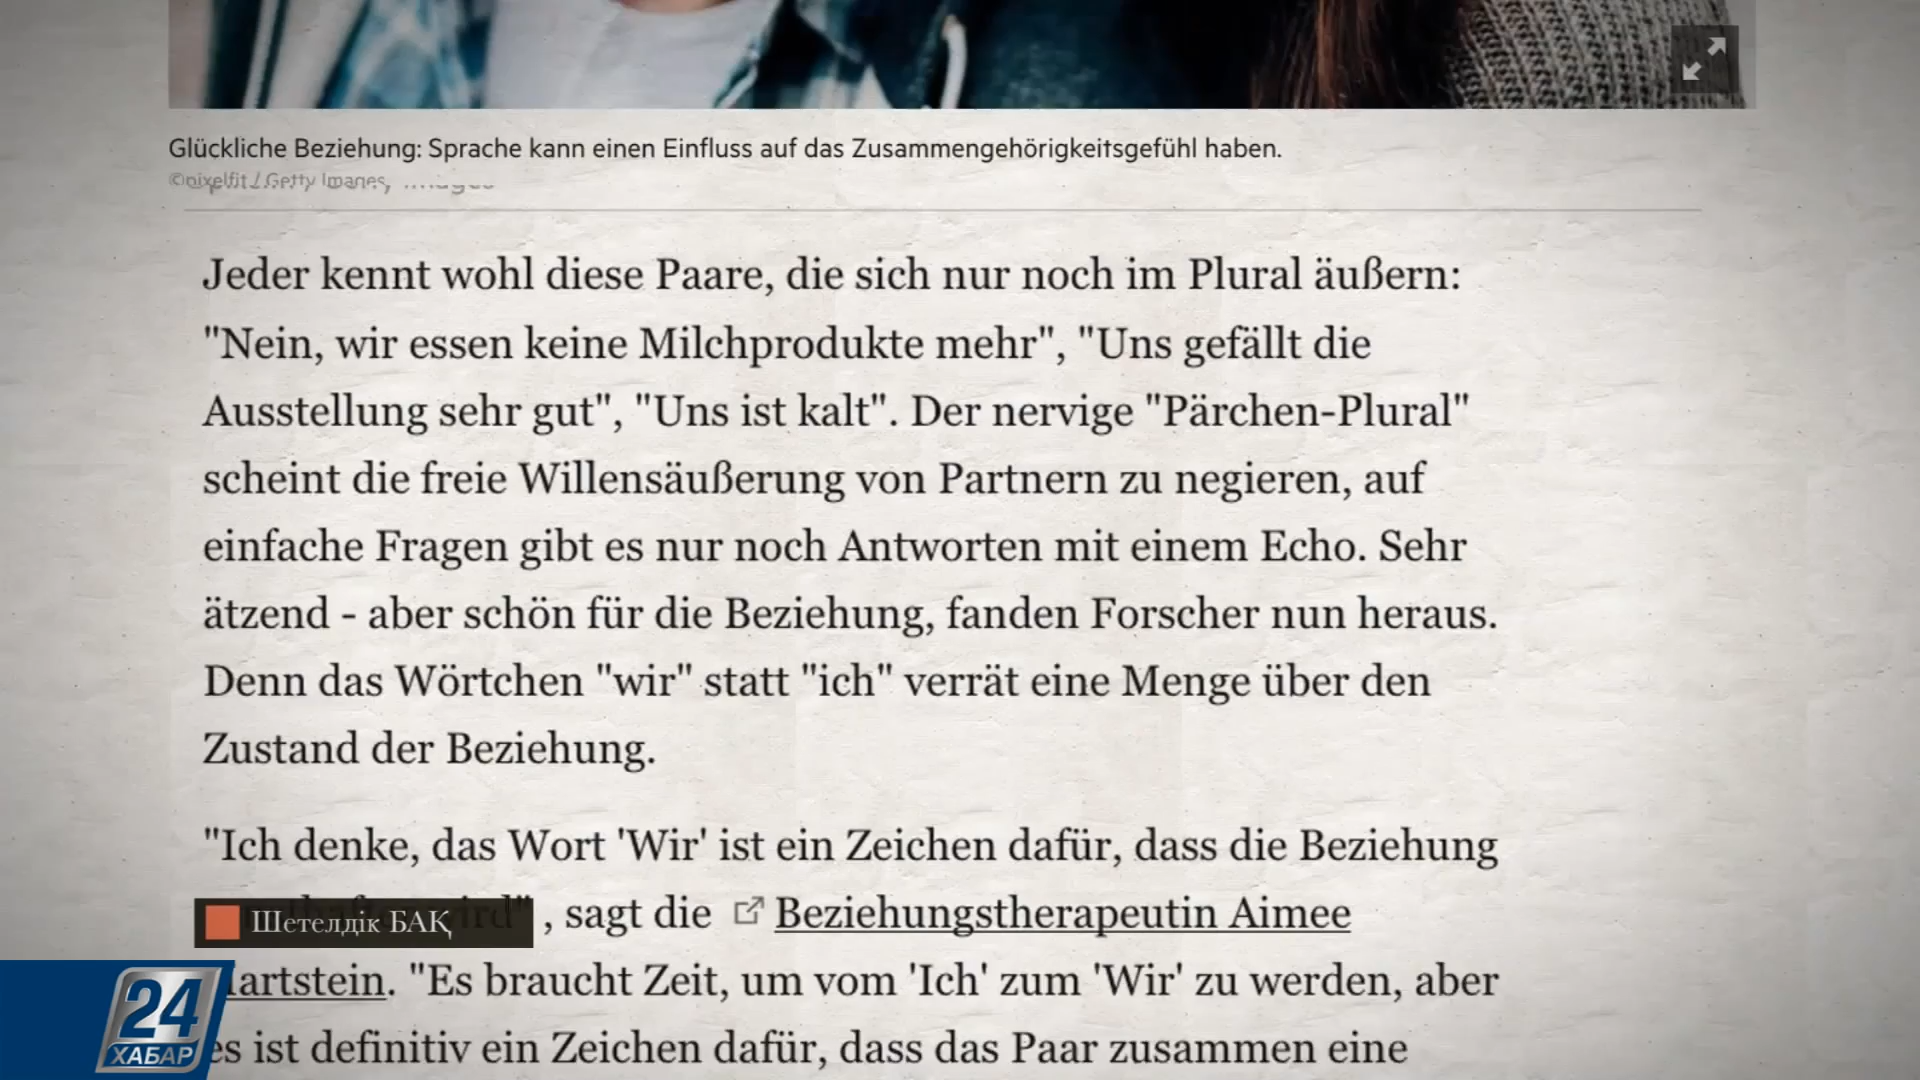 Glückliche Beziehung: Sprache kann einen Einfluss auf das Zusammengehörigkeitsgefühl haben.
©pixelfit / Getty Images,
Jeder kennt wohl diese Paare, die sich nur noch im Plural äußern:
"Nein, wir essen keine Milchprodukte mehr", "Uns gefällt die
Ausstellung sehr gut", "Uns ist kalt". Der nervige "Pärchen-Plural"
scheint die freie Willensäußerung von Partnern zu negieren, auf
einfache Fragen gibt es nur noch Antworten mit einem Echo. Sehr
ätzend - aber schön für die Beziehung, fanden Forscher nun heraus.
Denn das Wörtchen "wir" statt "ich" verrät eine Menge über den
Zustand der Beziehung.
"Ich denke, das Wort 'Wir' ist ein Zeichen dafür, dass die Beziehung
, sagt die Beziehungstherapeutin Aimee
Шетелдік БАҚ
artstein. "Es braucht Zeit, um vom 'Ich' zum 'Wir' zu werden, aber
es ist definitiv ein Zeichen dafür, dass das Paar zusammen eine
24
ХАБАР